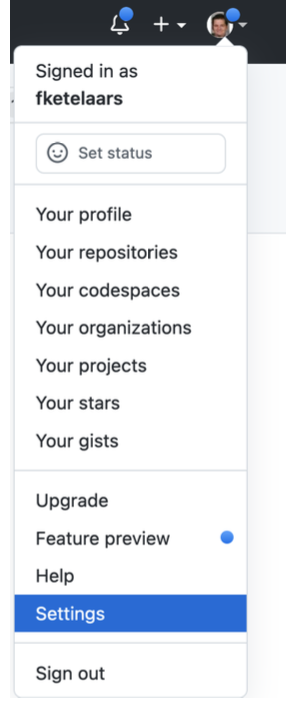 Signed in as
fketelaars
Set status
Your profile
Your repositories
Your codespaces
Your organizations
Your projects
Your stars
Your gists
Upgrade
Feature preview
Help
Settings
Sign out